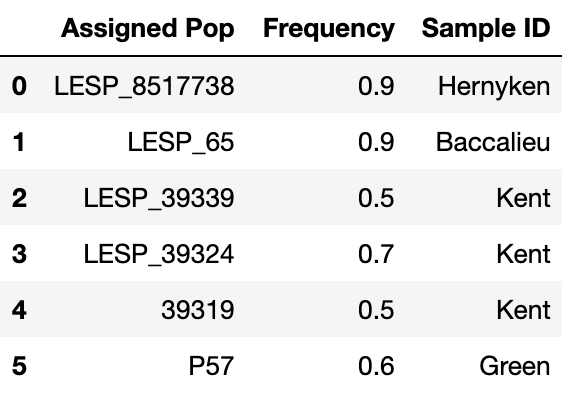 Assigned Pop Frequency Sample ID
0 LESP_8517738 0.9 Hernyken
1 LESP_65 0.9 Baccalieu
2 LESP_39339 0.5 Kent
3 LESP_39324 0.7 Kent
4 39319 0.5 Kent
5 P57 0.6 Green